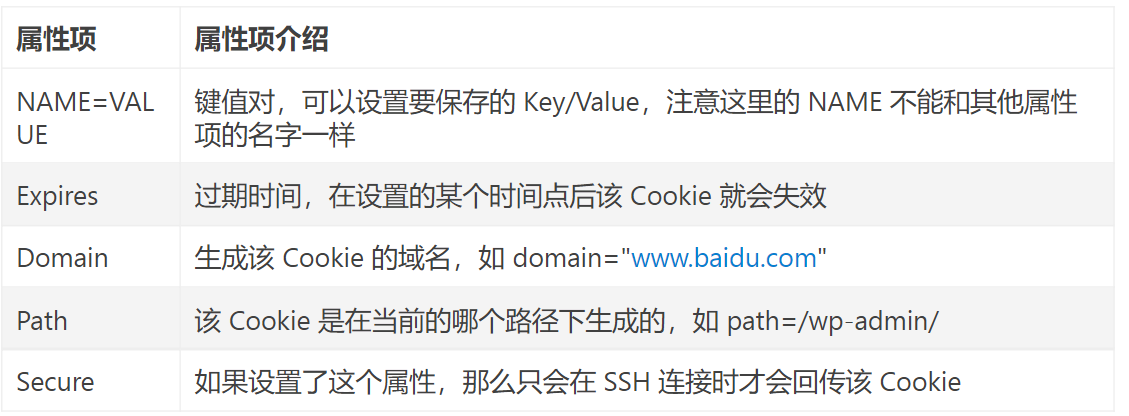 属性项 属性项介绍
NAME=VAL
UE
键值对，可以设置要保存的 Key/Value，注意这里的 NAME 不能和其他属性
项的名字一样
Expires 过期时间，在设置的某个时间点后该 Cookie 就会失效
Domain 生成该 Cookie 的域名，如 domain="www.baidu.com"
Path 该 Cookie 是在当前的哪个路径下生成的，如 path=/wp-admin/
Secure 如果设置了这个属性，那么只会在 SSH 连接时才会回传该 Cookie